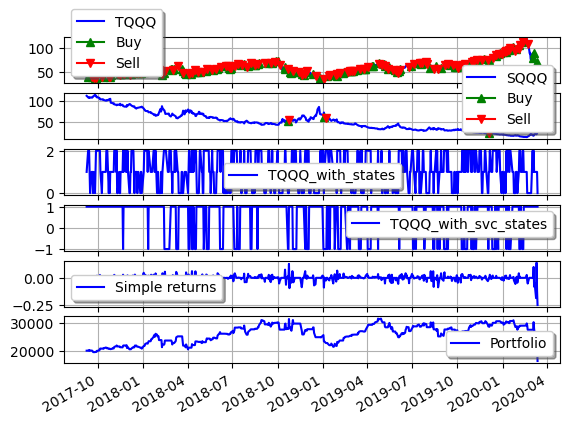 TQQQ
Buy
Sell
100
50
SQQQ
Buy
Sell
100
50
2
0
TQQQ_with_states
1
0
−1
TQQQ_with_svc_states
0.00
−0.25
Simple returns
30000
20000
Portfolio
2017-10 2018-01 2018-04 2018-07 2018-10 2019-01 2019-04 2019-07 2019-10 2020-01 2020-04